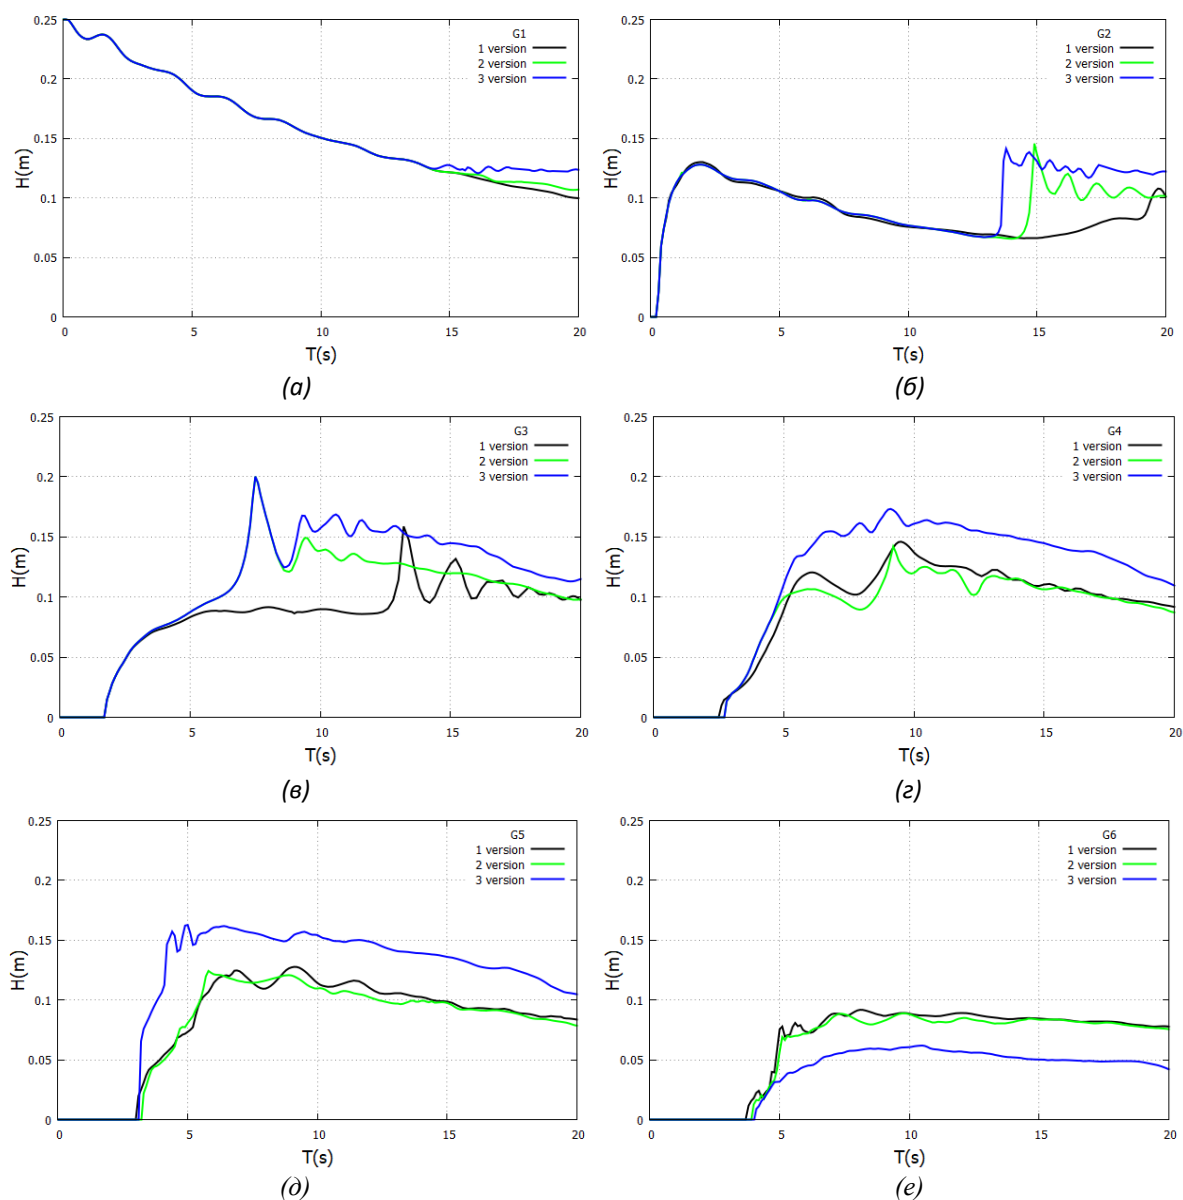 G1
1 version
2 version
3 version
H(m)
0.25
0.2
0.15
0.1
0.05
0
0 5 10 15 20
T(s)
(а)
G2
1 version
2 version
3 version
H(m)
0.25
0.2
0.15
0.1
0.05
0
0 5 10 15 20
T(s)
(б)
G3
1 version
2 version
3 version
H(m)
0.25
0.2
0.15
0.1
0.05
0
0 5 10 15 20
T(s)
(в)
G4
1 version
2 version
3 version
H(m)
0.25
0.2
0.15
0.1
0.05
0
0 5 10 15 20
T(s)
(г)
G5
1 version
2 version
3 version
H(m)
0.25
0.2
0.15
0.1
0.05
0
0 5 10 15 20
T(s)
(д)
G6
1 version
2 version
3 version
H(m)
0.25
0.2
0.15
0.1
0.05
0
0 5 10 15 20
T(s)
(е)